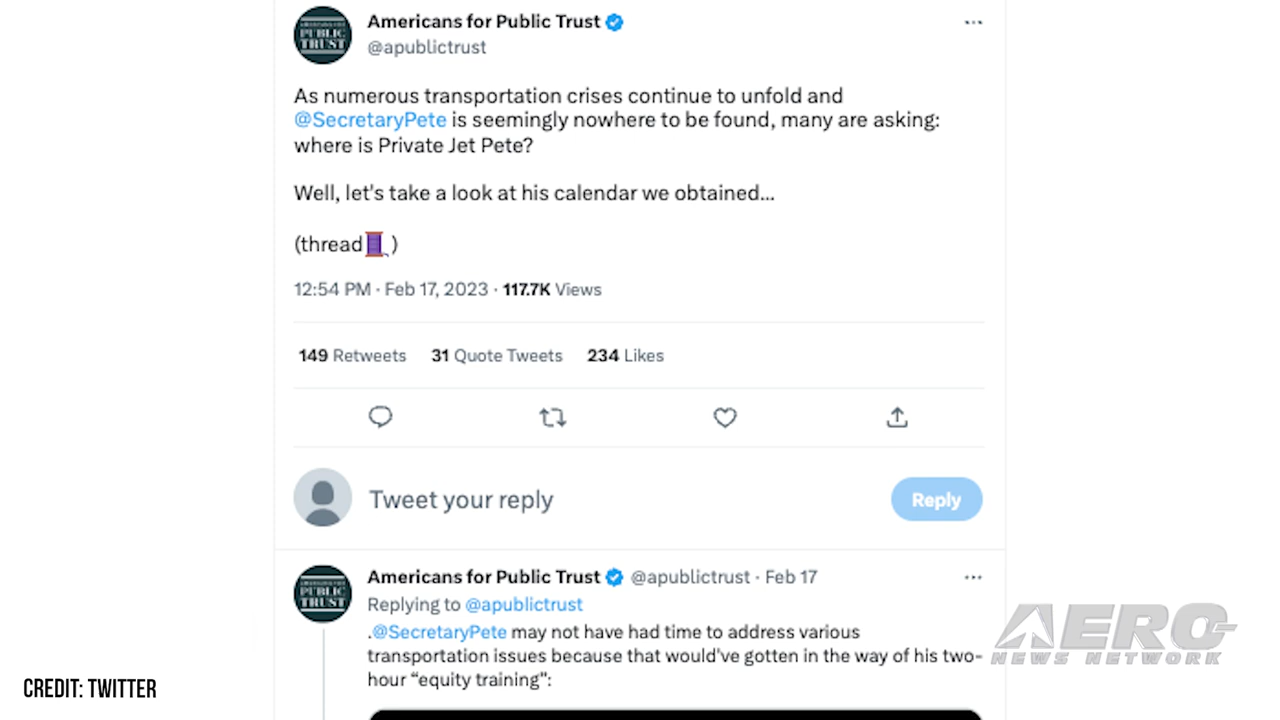 Americans for Public Trust
@apublictrust
As numerous transportation crises continue to unfold and
@SecretaryPete is seemingly nowhere to be found, many are asking:
where is Private Jet Pete?
Well, let's take a look at his calendar we obtained...
(thread🧵)
12:54 PM · Feb 17, 2023 · 117.7K Views
149 Retweets 31 Quote Tweets 234 Likes
PUBLIC
TRUST
Tweet your reply
Reply
PUBLIC
TRUST
Americans for Public Trust @apublictrust · Feb 17
Replying to @apublictrust
.@SecretaryPete may not have had time to address various
transportation issues because that would've gotten in the way of his two-
hour “equity training”:
AERO
NEWS NETWORK
CREDIT: TWITTER